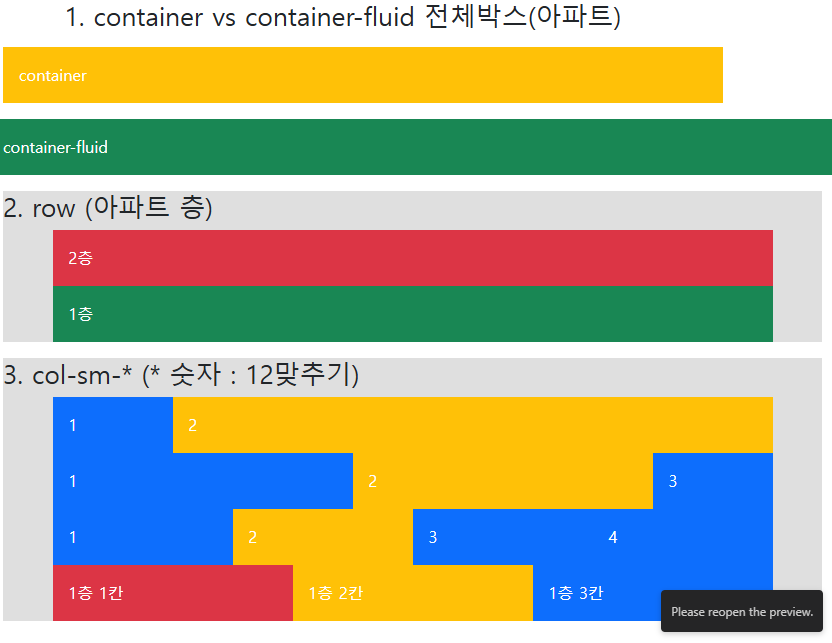 1. container vs container-fluid 전체박스(아파트)
container
container-fluid
2. row (아파트 층)
2층
1층
3. col-sm-* (* 숫자 : 12맞추기)
1 2
1 2 3
1 2 3 4
1층 1칸 1층 2칸 1층 3칸
Please reopen the preview.